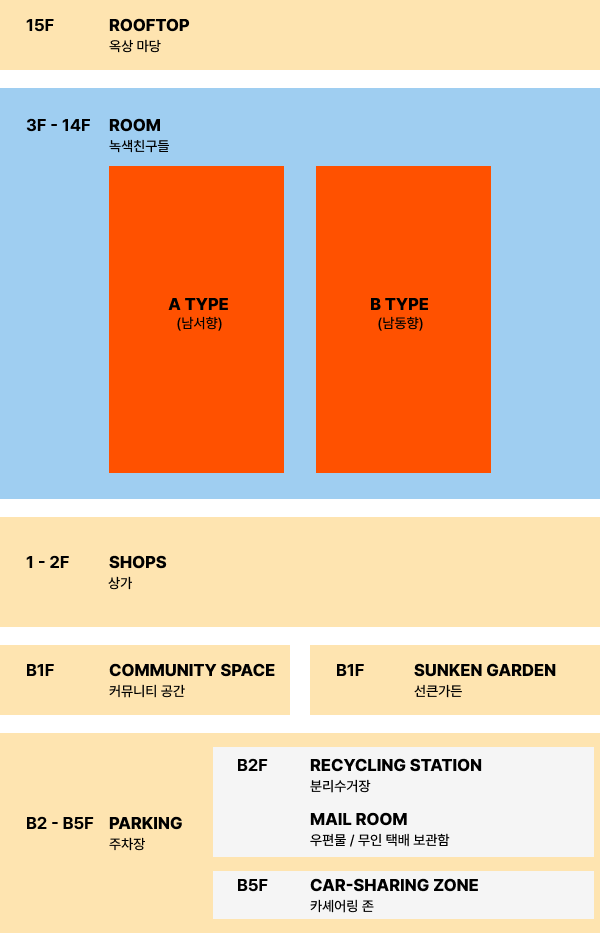 15F ROOFTOP
옥상 마당
3F - 14F ROOM
녹색친구들
A TYPE
(남서향)
B TYPE
(남동향)
1 - 2F SHOPS
상가
B1F COMMUNITY SPACE
커뮤니티 공간
B1F SUNKEN GARDEN
선큰가든
B2 - B5F PARKING
주차장
B2F RECYCLING STATION
분리수거장
MAIL ROOM
우편물 / 무인 택배 보관함
B5F CAR-SHARING ZONE
카셰어링 존